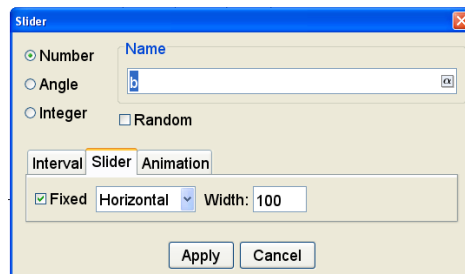 Slider
Number
Name
Angle
b
α
Integer
Random
Interval Slider Animation
Fixed Horizontal Width: 100
Apply Cancel